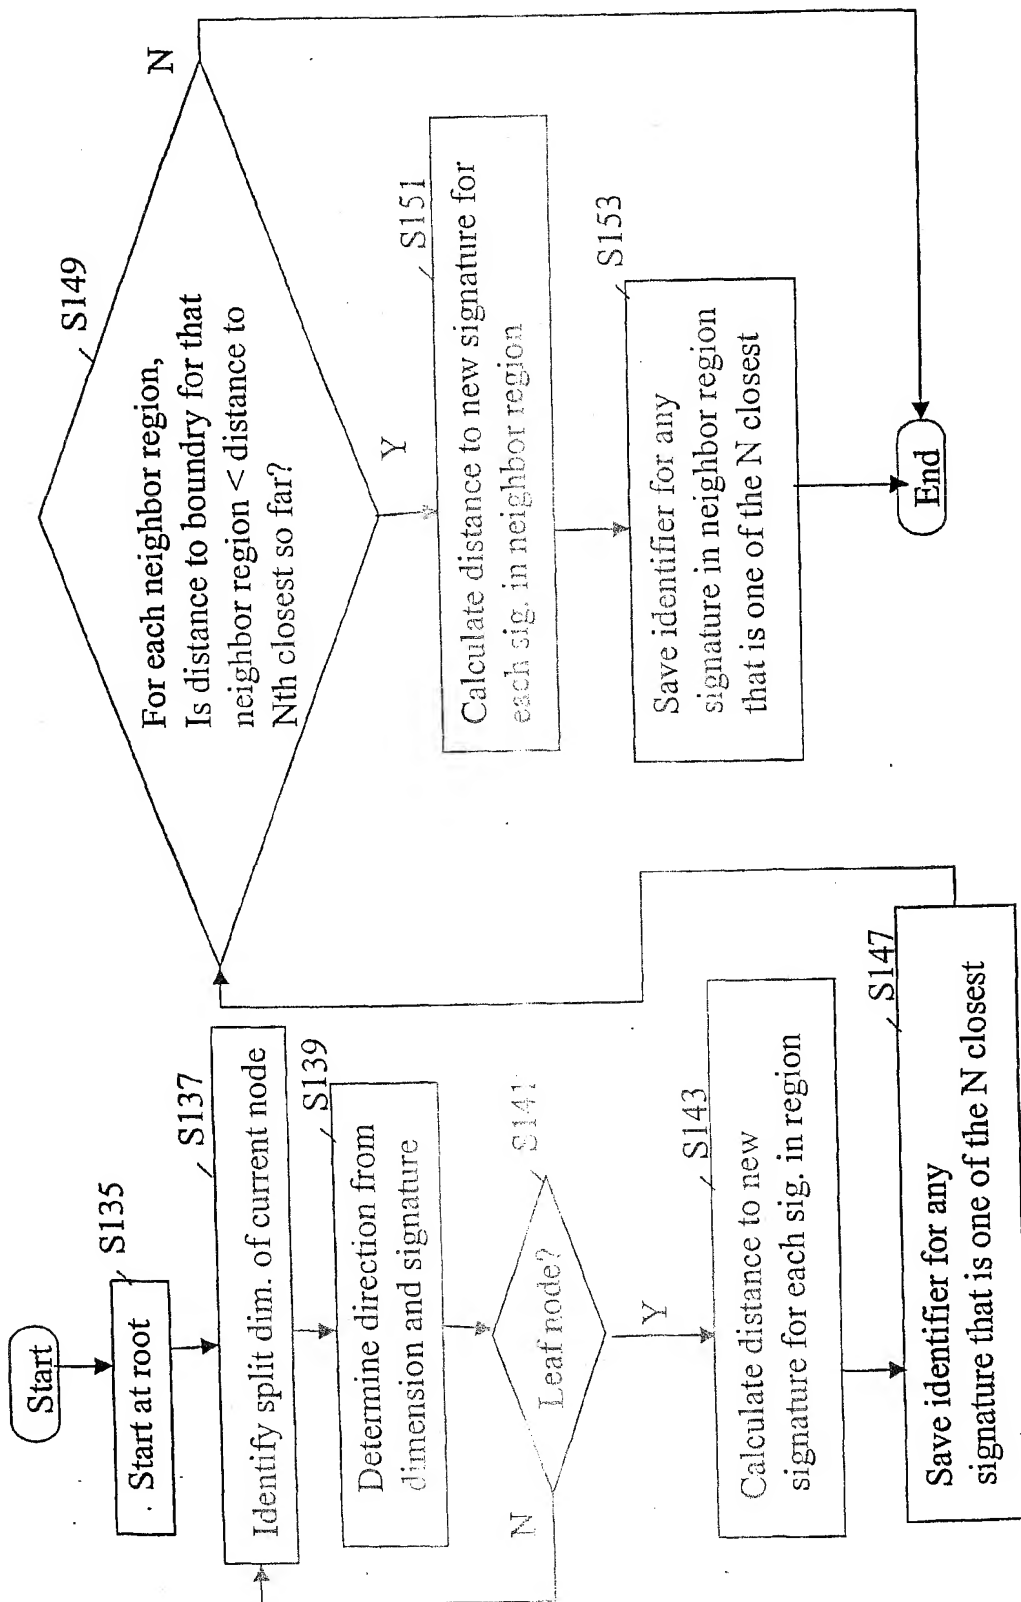 Start
Start at root
S135
Identify split dim. of current node
S137
Determine direction from
dimension and signature
S139
Leaf node?
S141
N
Y
Calculate distance to new
signature for each sig. in region
S143
Save identifier for any
signature that is one of the N closest
S147
For each neighbor region,
Is distance to boundry for that
neighbor region < distance to
Nth closest so far?
S149
N
Y
Calculate distance to new signature for
each sig. in neighbor region
S151
Save identifier for any
signature in neighbor region
that is one of the N closest
S153
End